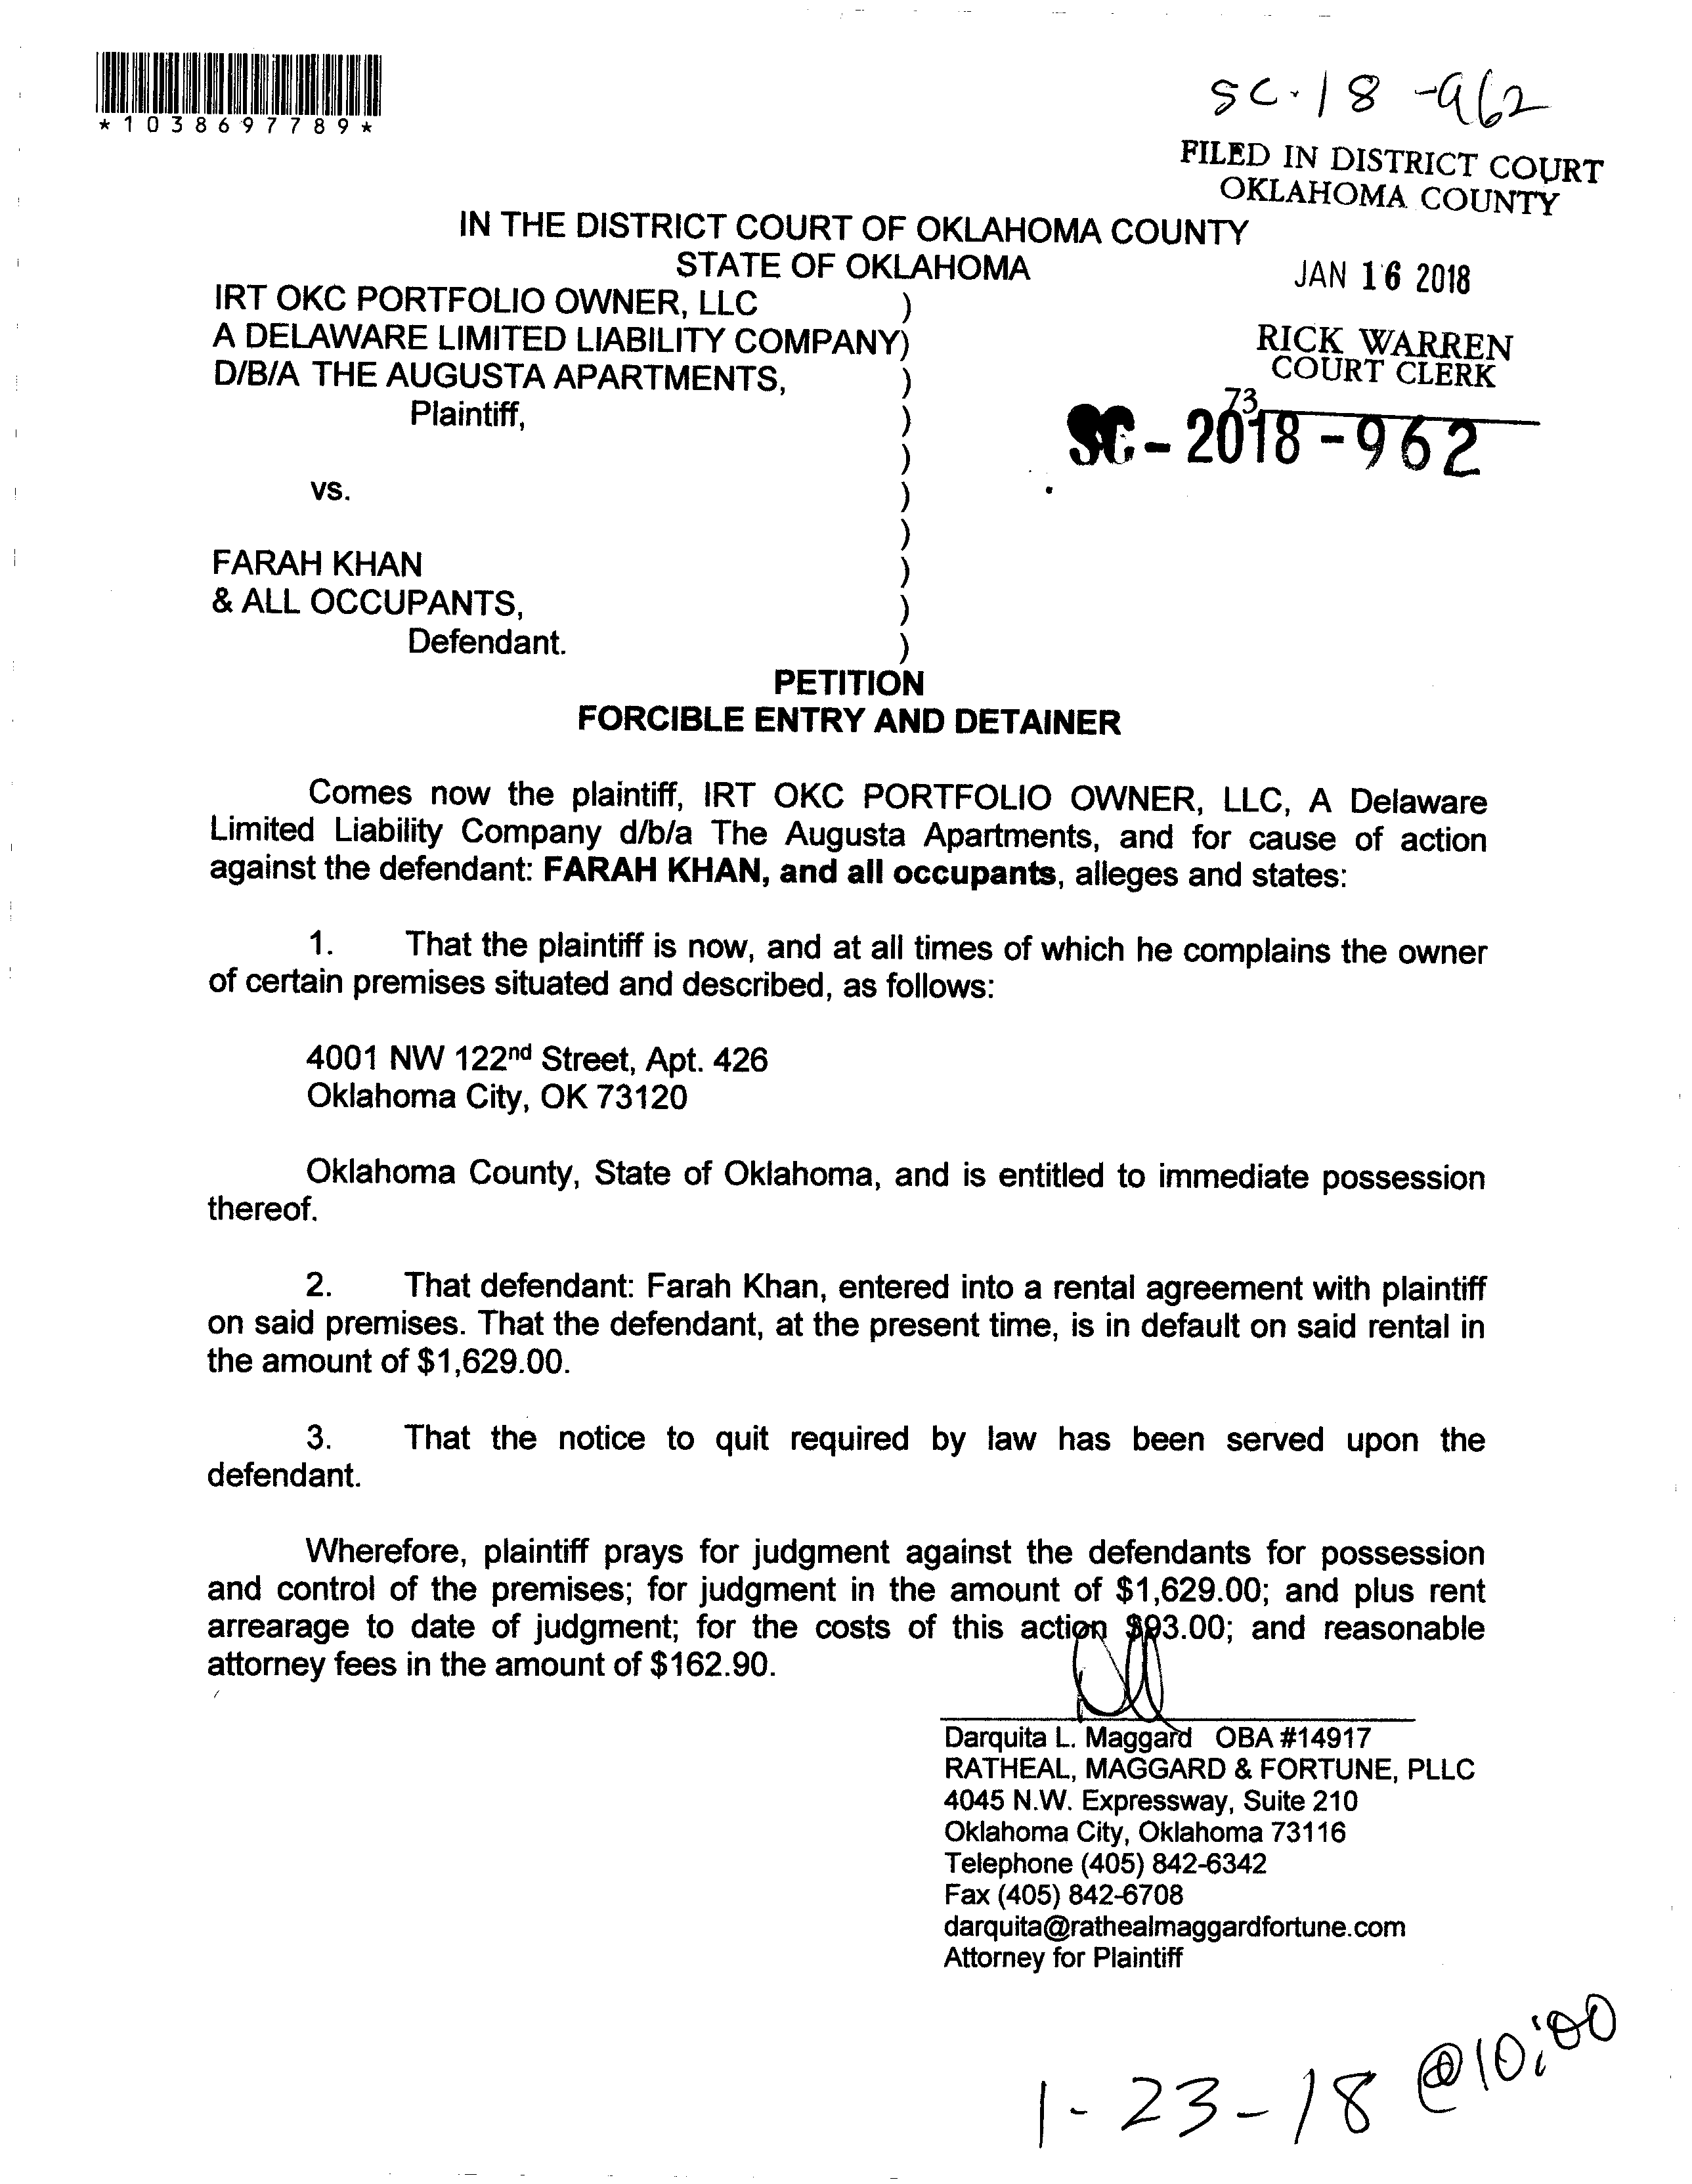 *1038697789*
SC-18-962
FILED IN DISTRICT COURT
OKLAHOMA COUNTY
IN THE DISTRICT COURT OF OKLAHOMA COUNTY
STATE OF OKLAHOMA
JAN 16 2018
IRT OKC PORTFOLIO OWNER, LLC )
A DELAWARE LIMITED LIABILITY COMPANY)
D/B/A THE AUGUSTA APARTMENTS, )
Plaintiff, )
)
vs. )
)
FARAH KHAN )
& ALL OCCUPANTS, )
Defendant. )
RICK WARREN
COURT CLERK
73
SC-2018-962
PETITION
FORCIBLE ENTRY AND DETAINER
Comes now the plaintiff, IRT OKC PORTFOLIO OWNER, LLC, A Delaware
Limited Liability Company d/b/a The Augusta Apartments, and for cause of action
against the defendant: FARAH KHAN, and all occupants, alleges and states:
1. That the plaintiff is now, and at all times of which he complains the owner
of certain premises situated and described, as follows:
4001 NW 122nd Street, Apt. 426
Oklahoma City, OK 73120
Oklahoma County, State of Oklahoma, and is entitled to immediate possession
thereof.
2. That defendant: Farah Khan, entered into a rental agreement with plaintiff
on said premises. That the defendant, at the present time, is in default on said rental in
the amount of $1,629.00.
3. That the notice to quit required by law has been served upon the
defendant.
Wherefore, plaintiff prays for judgment against the defendants for possession
and control of the premises; for judgment in the amount of $1,629.00; and plus rent
arrearage to date of judgment; for the costs of this action $93.00; and reasonable
attorney fees in the amount of $162.90.
Darquita L. Maggard OBA #14917
RATHEAL, MAGGARD & FORTUNE, PLLC
4045 N.W. Expressway, Suite 210
Oklahoma City, Oklahoma 73116
Telephone (405) 842-6342
Fax (405) 842-6708
darquita@rathealmaggardfortune.com
Attorney for Plaintiff
1-23-18 @10:00